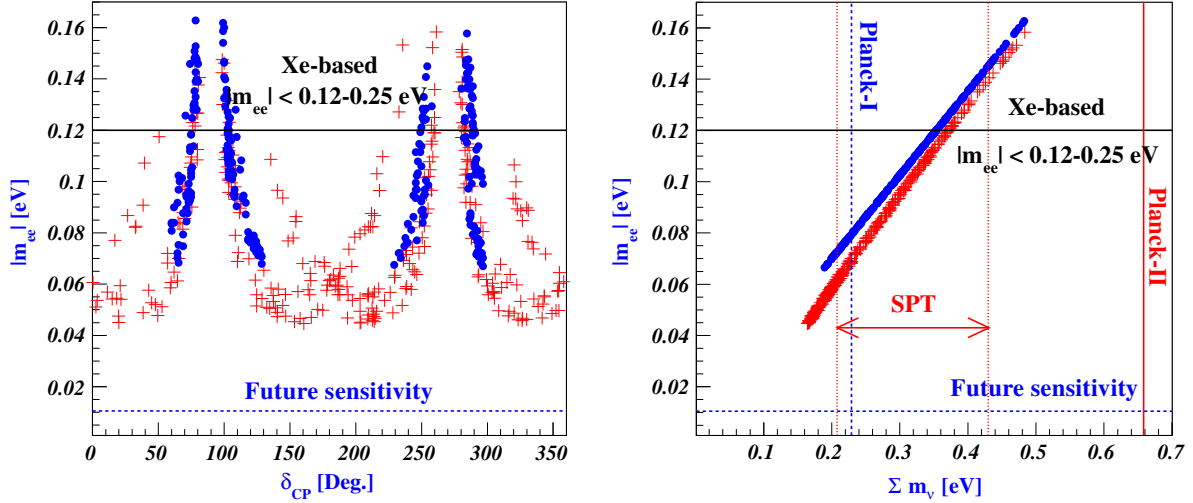 0.16
0.14
0.12
0.1
0.08
0.06
0.04
0.02
|m_ee| [eV]
Xe-based
|m_ee| < 0.12-0.25 eV
Future sensitivity
0 50 100 150 200 250 300 350
δ_CP [Deg.]
0.16
0.14
0.12
0.1
0.08
0.06
0.04
0.02
|m_ee| [eV]
Planck-I
Xe-based
|m_ee| < 0.12-0.25 eV
Planck-II
SPT
Future sensitivity
0.1 0.2 0.3 0.4 0.5 0.6 0.7
Σ m_ν [eV]